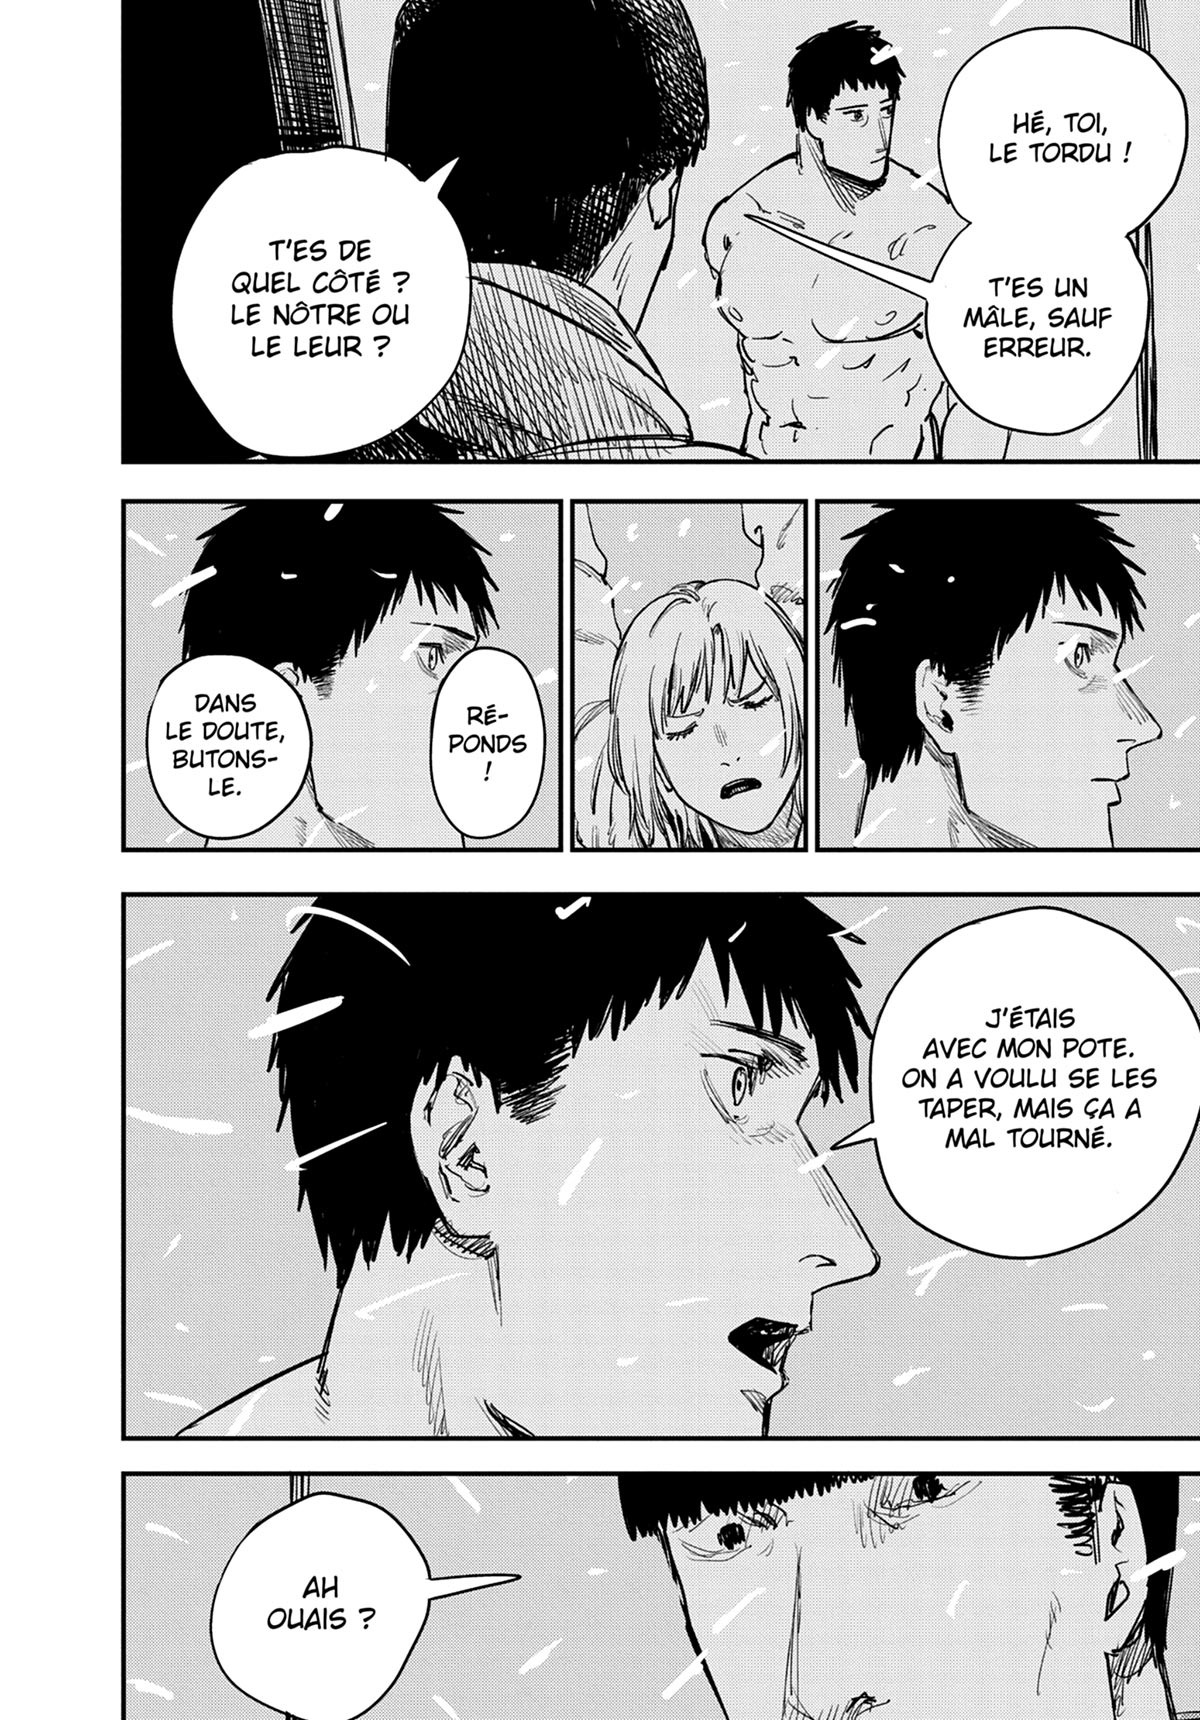 HÉ, TOI,
LE TORDU !
T'ES UN
MÂLE, SAUF
ERREUR.
T'ES DE
QUEL CÔTÉ ?
LE NÔTRE OU
LE LEUR ?
RÉ-
PONDS
!
DANS
LE DOUTE,
BUTONS-
LE.
J'ÉTAIS
AVEC MON POTE.
ON A VOULU SE LES
TAPER, MAIS ÇA A
MAL TOURNÉ.
AH
OUAIS ?